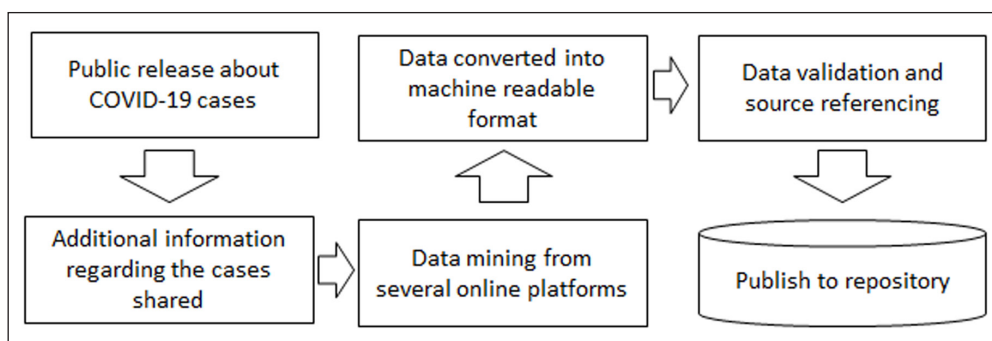 Public release about
COVID-19 cases
Additional information
regarding the cases
shared
Data mining from
several online platforms
Data converted into
machine readable
format
Data validation and
source referencing
Publish to repository